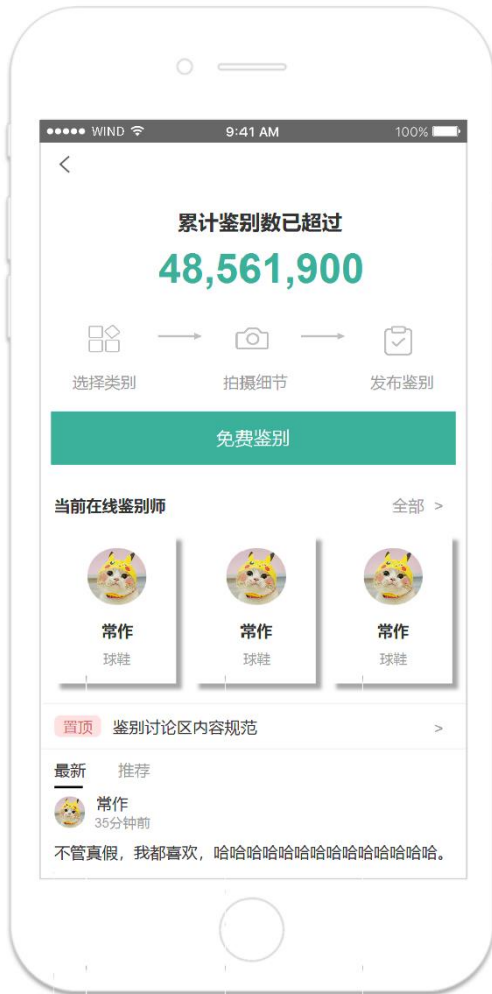 WIND 9:41 AM 100%
累计鉴别数已超过
48,561,900
选择类别 拍摄细节 发布鉴别
免费鉴别
当前在线鉴别师 全部 >
常作 常作 常作
球鞋 球鞋 球鞋
置顶 鉴别讨论区内容规范 >
最新 推荐
常作
35分钟前
不管真假，我都喜欢，哈哈哈哈哈哈哈哈哈哈哈哈哈哈。